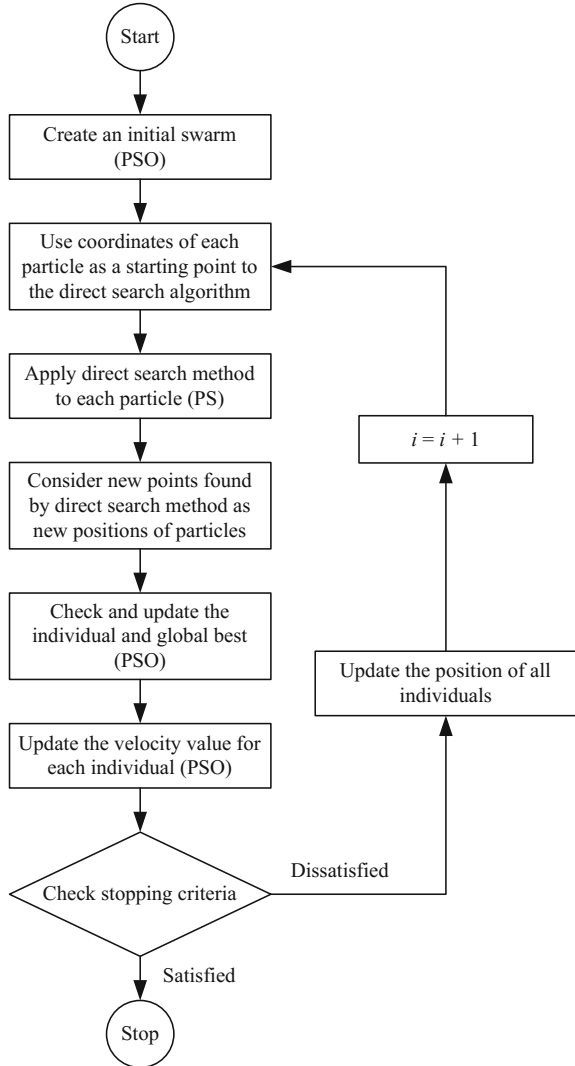 Start
Create an initial swarm
(PSO)
Use coordinates of each
particle as a starting point to
the direct search algorithm
Apply direct search method
to each particle (PS)
i = i + 1
Consider new points found
by direct search method as
new positions of particles
Check and update the
individual and global best
(PSO)
Update the position of all
individuals
Update the velocity value for
each individual (PSO)
Check stopping criteria
Dissatisfied
Satisfied
Stop